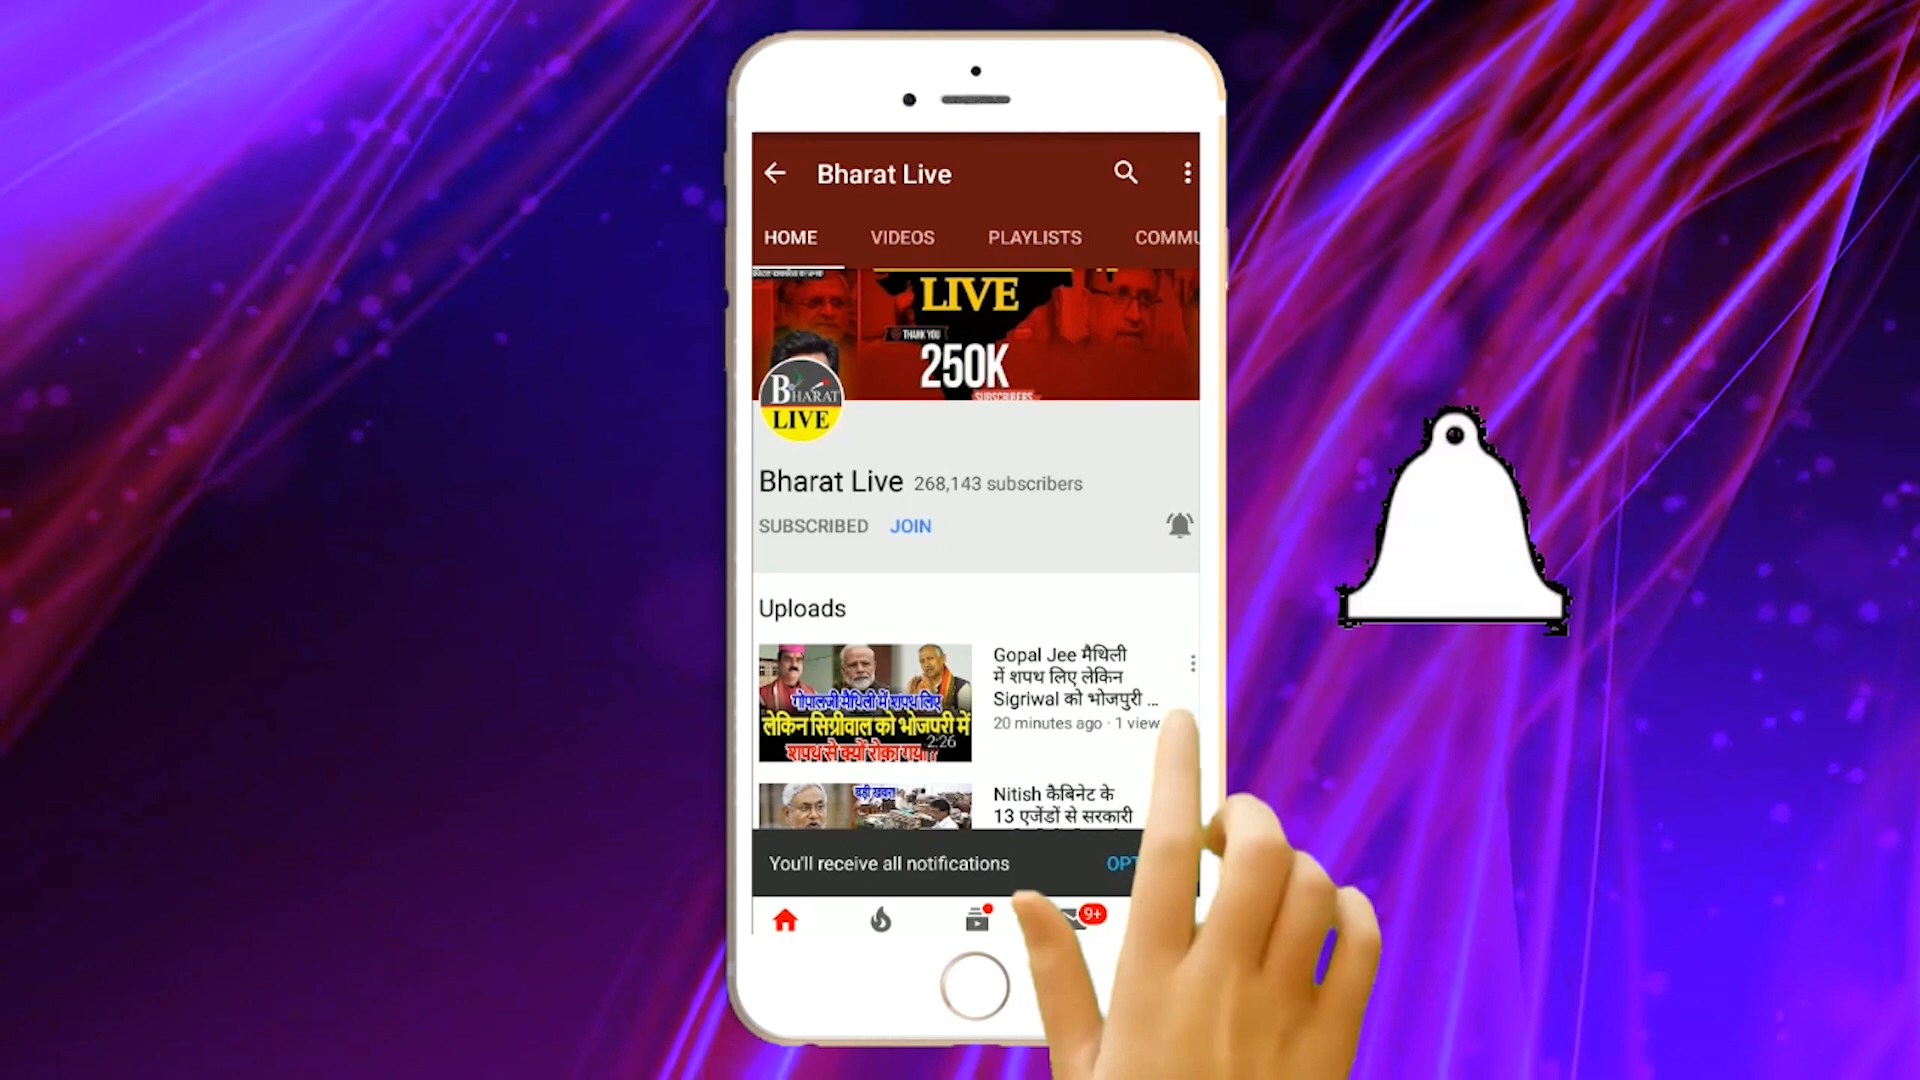 Bharat Live
HOME VIDEOS PLAYLISTS COMMU
LIVE
THANK YOU
250K
SUBSCRIBERS
BHARAT
LIVE
Bharat Live 268,143 subscribers
SUBSCRIBED JOIN
Uploads
गोपालजी मैथिली में शपथ लिए
लेकिन सिग्रीवाल को भोजपुरी में
शपथ से क्यों रोका गया
2:26
Gopal Jee मैथिली
में शपथ लिए लेकिन
Sigriwal को भोजपुरी ...
20 minutes ago · 1 view
बड़ी खबर
Nitish कैबिनेट के
13 एजेंडों से सरकारी
You'll receive all notifications OPT
9+